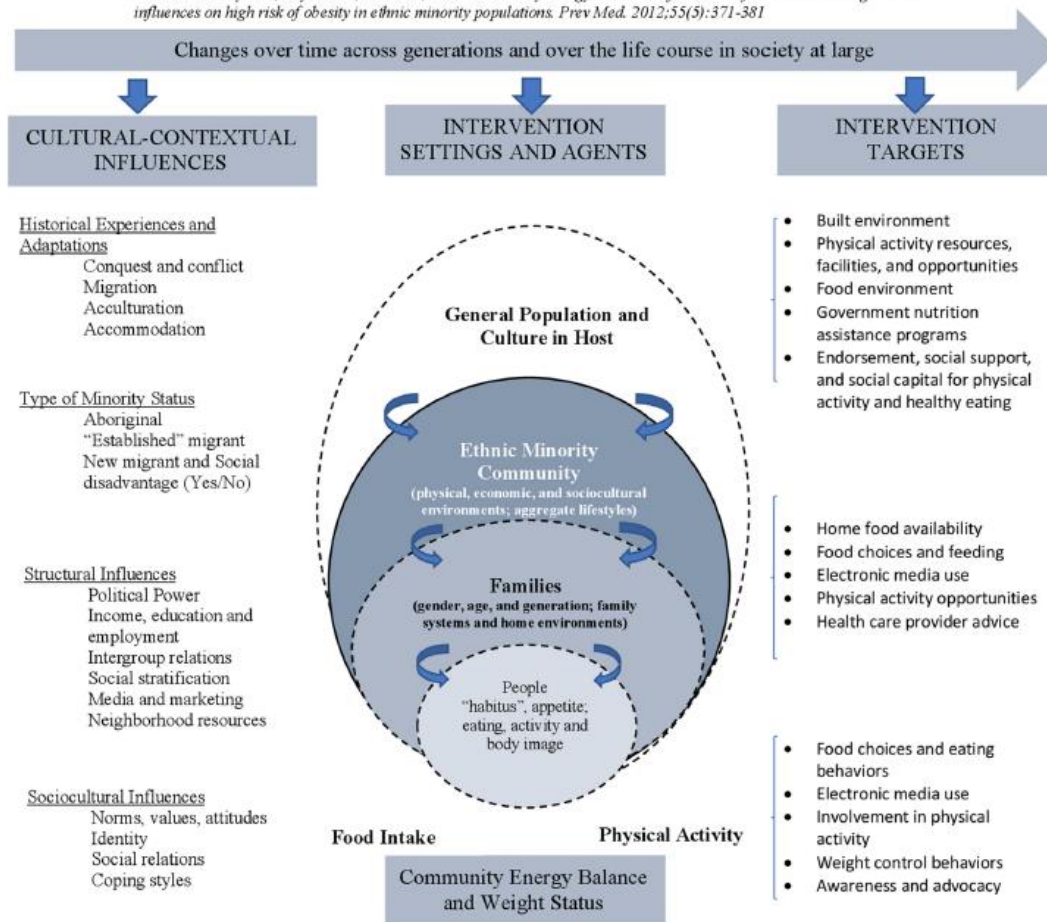 influences on high risk of obesity in ethnic minority populations. Prev Med. 2012;55(5):371-381
Changes over time across generations and over the life course in society at large
CULTURAL-CONTEXTUAL
INFLUENCES
INTERVENTION
SETTINGS AND AGENTS
INTERVENTION
TARGETS
Historical Experiences and
Adaptations
Conquest and conflict
Migration
Acculturation
Accommodation
Type of Minority Status
Aboriginal
“Established” migrant
New migrant and Social
disadvantage (Yes/No)
Structural Influences
Political Power
Income, education and
employment
Intergroup relations
Social stratification
Media and marketing
Neighborhood resources
Sociocultural Influences
Norms, values, attitudes
Identity
Social relations
Coping styles
General Population and
Culture in Host
Ethnic Minority
Community
(physical, economic, and sociocultural
environments; aggregate lifestyles)
Families
(gender, age, and generation; family
systems and home environments)
People
“habitus”, appetite;
eating, activity and
body image
Food Intake
Physical Activity
Community Energy Balance
and Weight Status
• Built environment
• Physical activity resources,
facilities, and opportunities
• Food environment
• Government nutrition
assistance programs
• Endorsement, social support,
and social capital for physical
activity and healthy eating
• Home food availability
• Food choices and feeding
• Electronic media use
• Physical activity opportunities
• Health care provider advice
• Food choices and eating
behaviors
• Electronic media use
• Involvement in physical
activity
• Weight control behaviors
• Awareness and advocacy